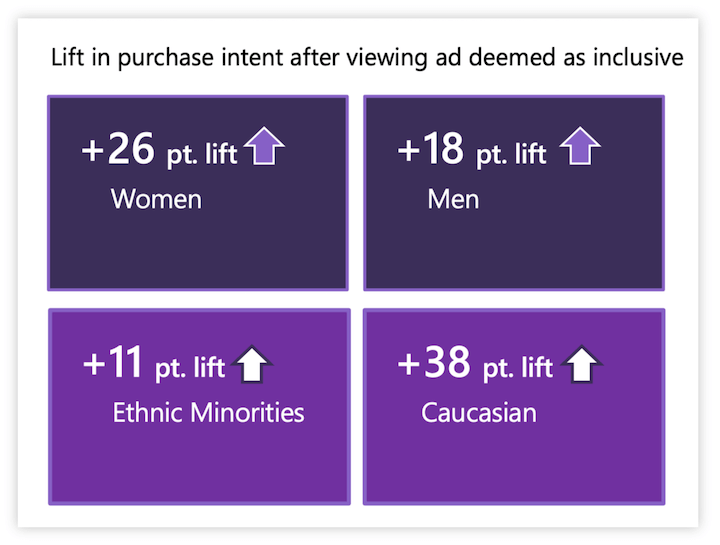 Lift in purchase intent after viewing ad deemed as inclusive
+26 pt. lift
Women
+18 pt. lift
Men
+11 pt. lift
Ethnic Minorities
+38 pt. lift
Caucasian